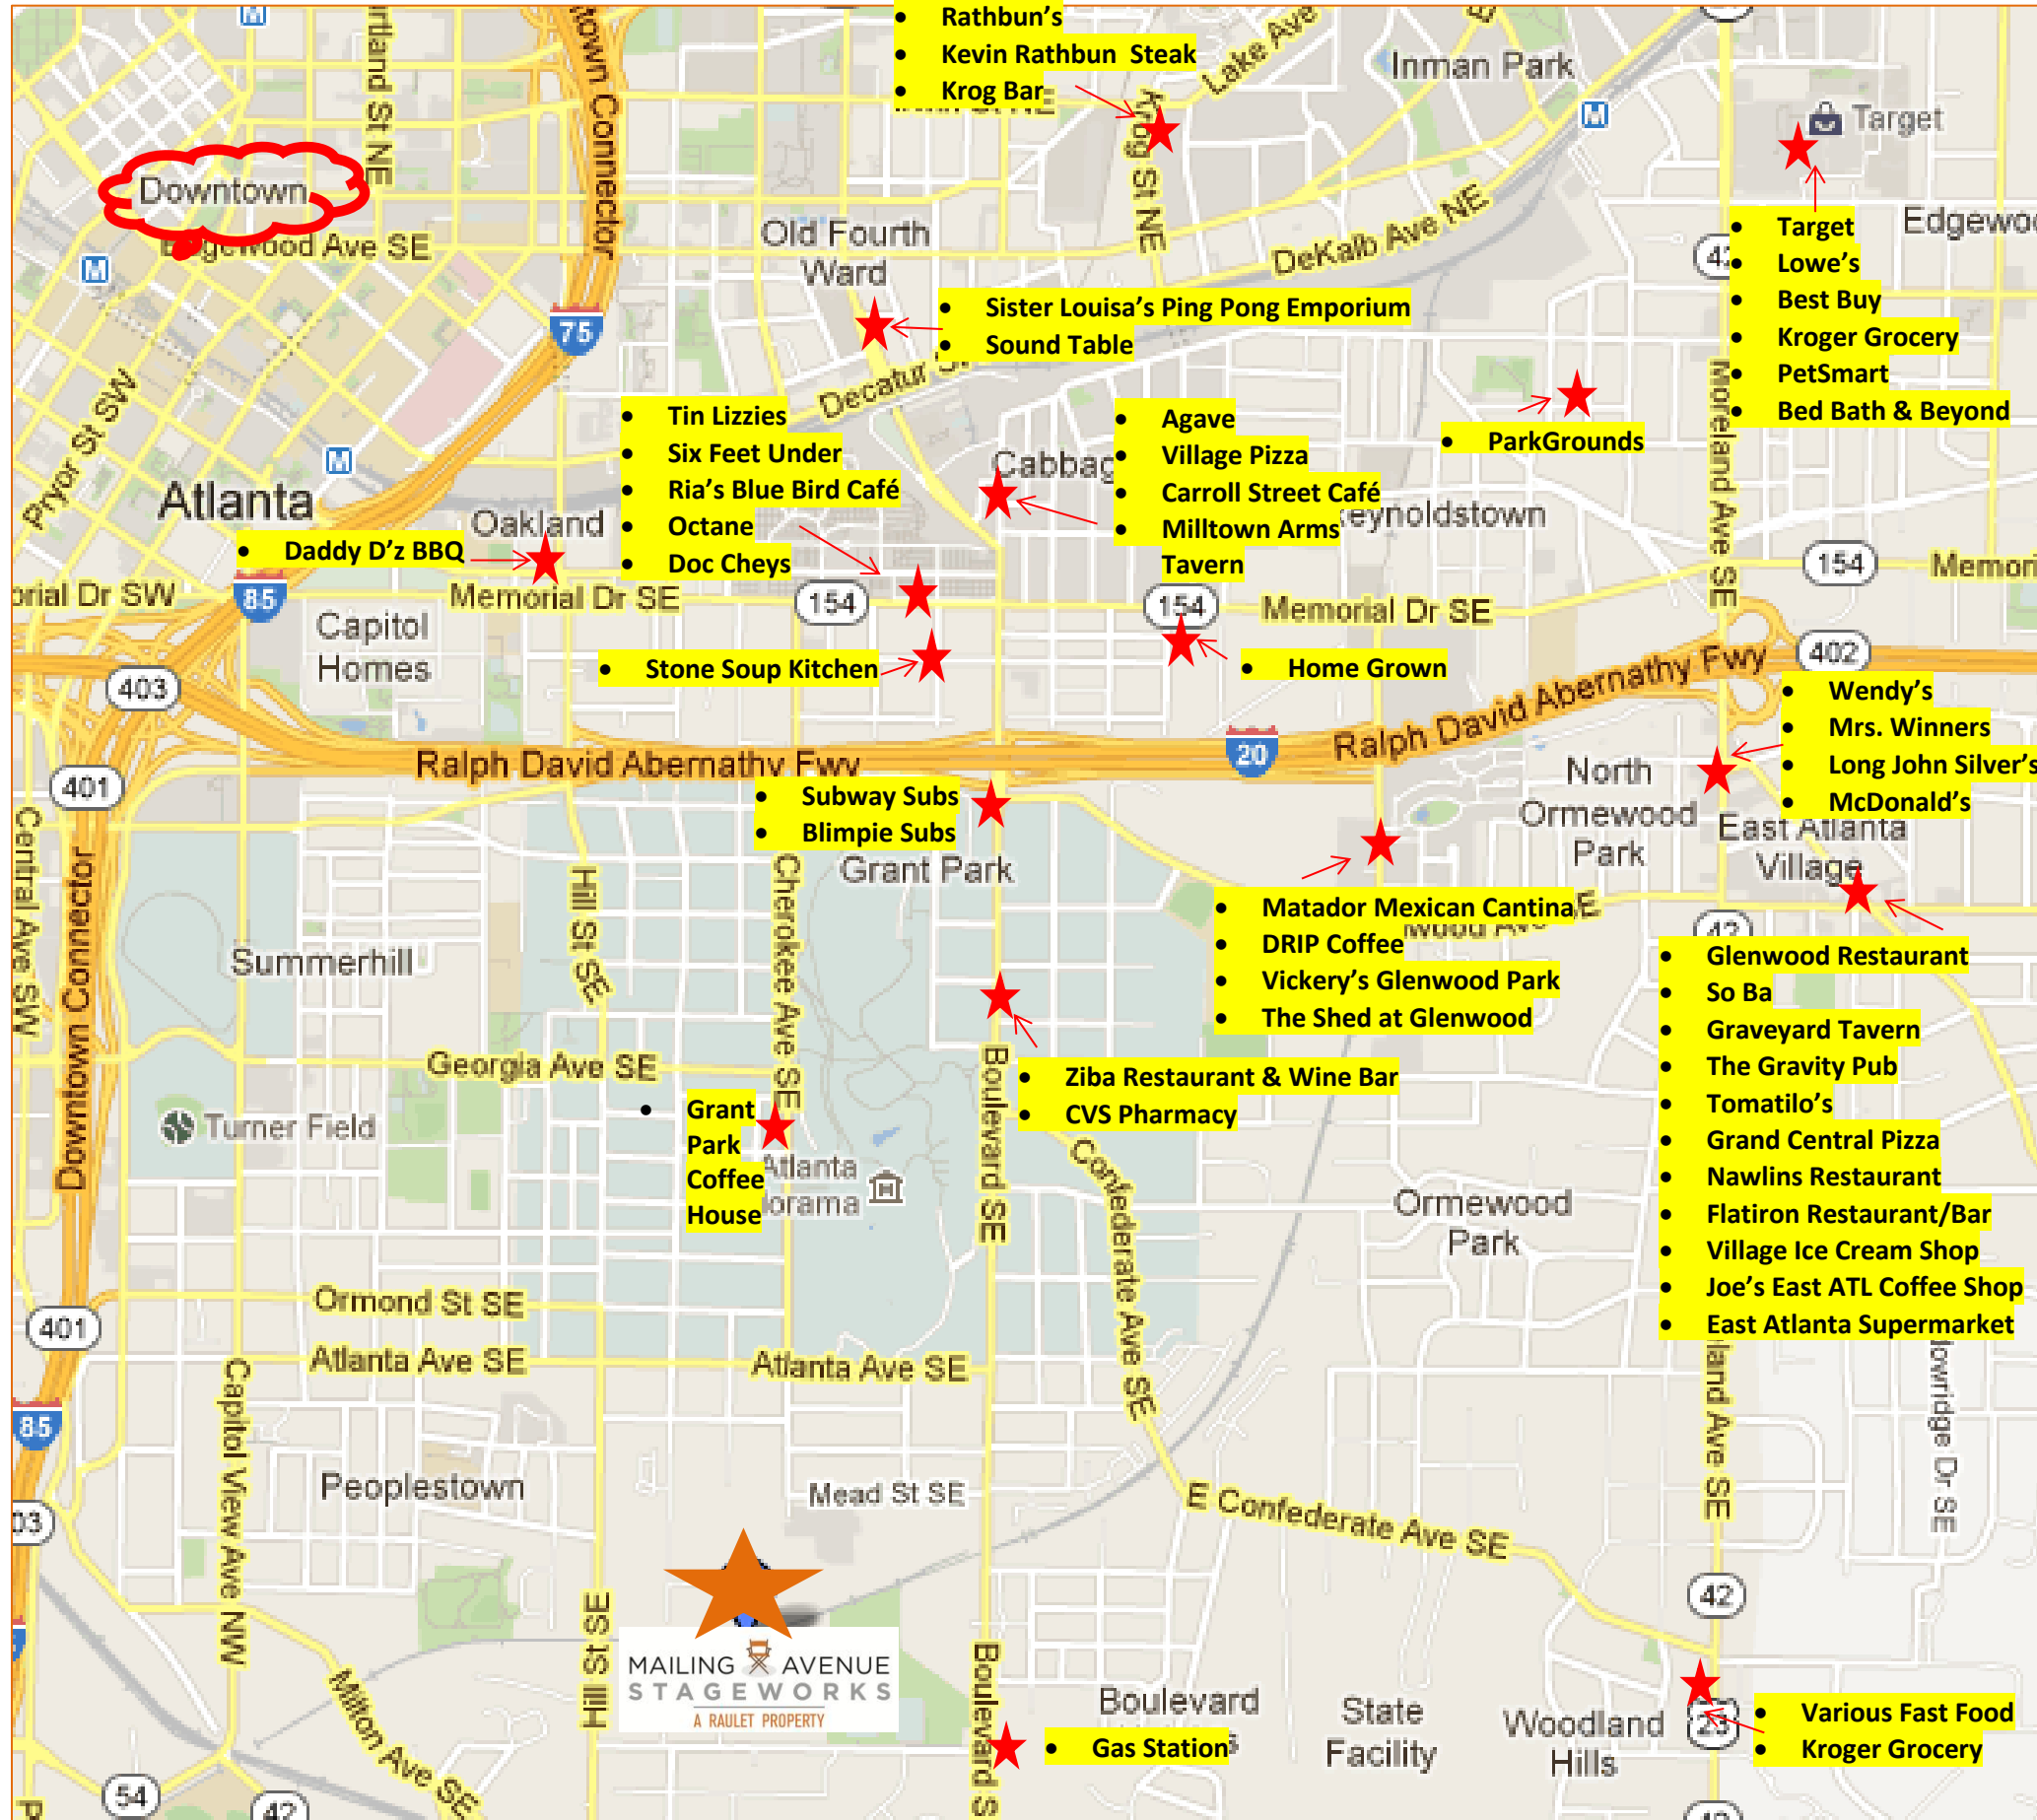 • Rathbun's
• Kevin Rathbun Steak
• Krog Bar
Lake Ave
Inman Park
Krog St NE
Target
Downtown
Edgewood Ave SE
75
Old Fourth
Ward
DeKalb Ave NE
• Target
• Lowe's
• Best Buy
• Kroger Grocery
• PetSmart
• Bed Bath & Beyond
• Sister Louisa's Ping Pong Emporium
• Sound Table
Decatur
Pryor St SW
Atlanta
Oakland
• Tin Lizzies
• Six Feet Under
• Ria's Blue Bird Café
• Octane
• Doc Cheys
• Agave
• Village Pizza
• Carroll Street Café
• Milltown Arms
Tavern
• ParkGrounds
Moreland Ave SE
• Daddy D'z BBQ
85
Memorial Dr SE
154
154
Memorial Dr SE
154
Capitol
Homes
• Stone Soup Kitchen
• Home Grown
403
402
Ralph David Abernathy Fwy
20
Ralph David Abernathy Fwy
• Wendy's
• Mrs. Winners
• Long John Silver's
• McDonald's
401
• Subway Subs
• Blimpie Subs
North
Ormewood
Park
East Atlanta
Village
Grant Park
Central Ave SW
Downtown Connector
Hill St SE
Cherokee Ave SE
Summerhill
• Matador Mexican Cantina
• DRIP Coffee
• Vickery's Glenwood Park
• The Shed at Glenwood
• Glenwood Restaurant
• So Ba
• Graveyard Tavern
• The Gravity Pub
• Tomatilo's
• Grand Central Pizza
• Nawlins Restaurant
• Flatiron Restaurant/Bar
• Village Ice Cream Shop
• Joe's East ATL Coffee Shop
• East Atlanta Supermarket
Georgia Ave SE
• Ziba Restaurant & Wine Bar
• CVS Pharmacy
Turner Field
• Grant
Park
Coffee
House
Atlanta
Boulevard SE
Confederate Ave SE
Ormewood
Park
Ormond St SE
401
Atlanta Ave SE
Atlanta Ave SE
Capitol View Ave NW
85
Peoplestown
Mead St SE
E Confederate Ave SE
42
Hill St SE
MAILING AVENUE
STAGEWORKS
A RAULET PROPERTY
Milton Ave SE
Boulevard
State
Facility
Woodland
Hills
23
• Gas Station
• Various Fast Food
• Kroger Grocery
54
42